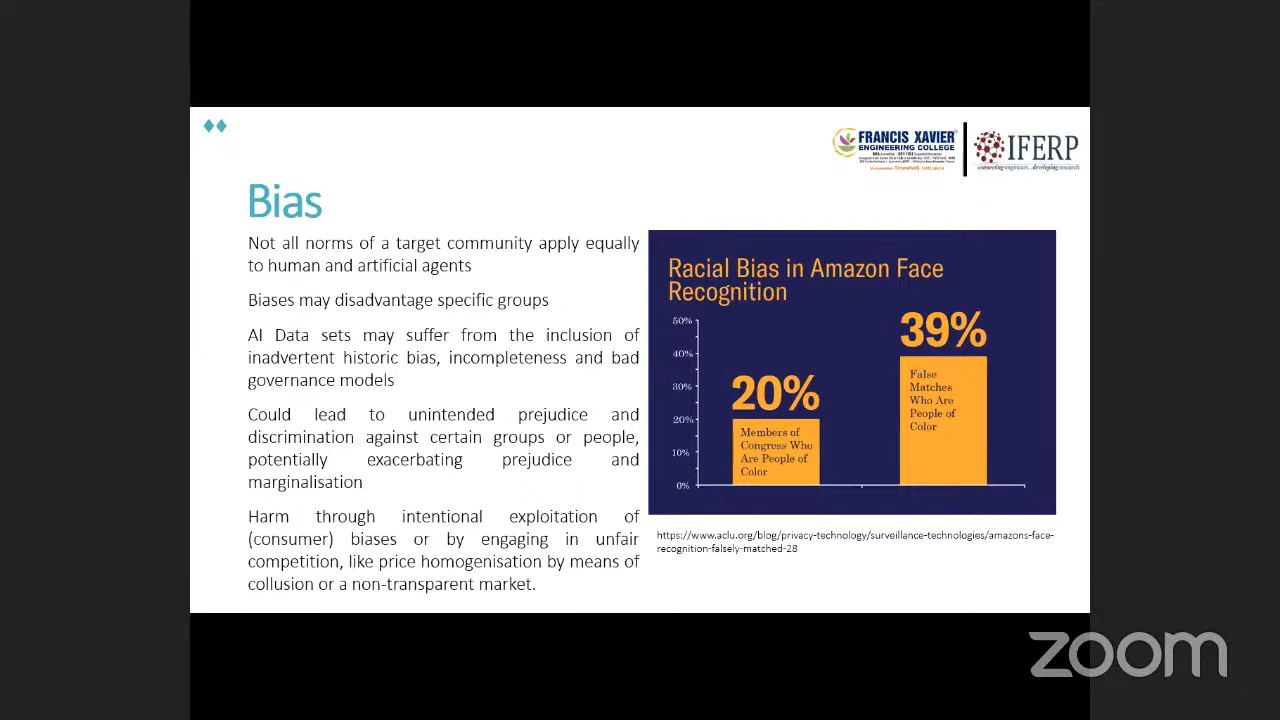 FRANCIS XAVIER
ENGINEERING COLLEGE
IFERP
connecting engineers...developing research
Bias
Not all norms of a target community apply equally
to human and artificial agents
Biases may disadvantage specific groups
AI Data sets may suffer from the inclusion of
inadvertent historic bias, incompleteness and bad
governance models
Could lead to unintended prejudice and
discrimination against certain groups or people,
potentially exacerbating prejudice and
marginalisation
Harm through intentional exploitation of
(consumer) biases or by engaging in unfair
competition, like price homogenisation by means of
collusion or a non-transparent market.
Racial Bias in Amazon Face
Recognition
50%
40%
30%
20%
10%
0%
20%
Members of
Congress Who
Are People of
Color
39%
False
Matches
Who Are
People of
Color
https://www.aclu.org/blog/privacy-technology/surveillance-technologies/amazons-face-
recognition-falsely-matched-28
zoom